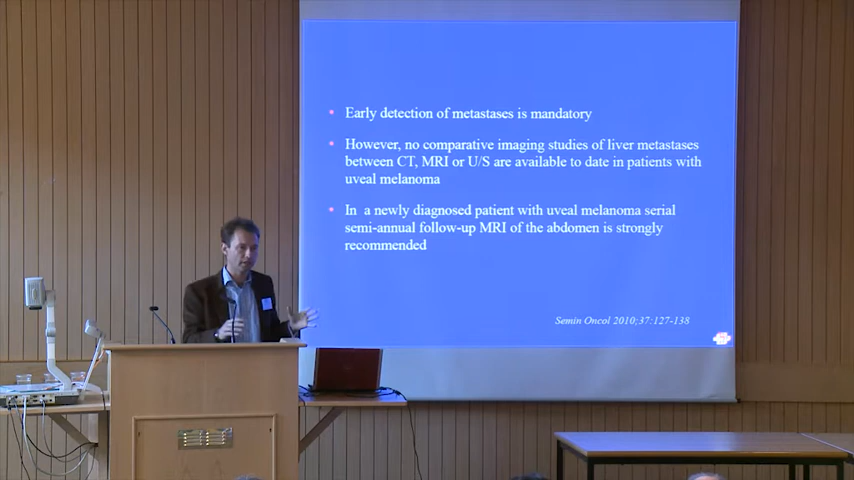 Early detection of metastases is mandatory
However, no comparative imaging studies of liver metastases
between CT, MRI or U/S are available to date in patients with
uveal melanoma
In a newly diagnosed patient with uveal melanoma serial
semi-annual follow-up MRI of the abdomen is strongly
recommended
Semin Oncol 2010;37:127-138